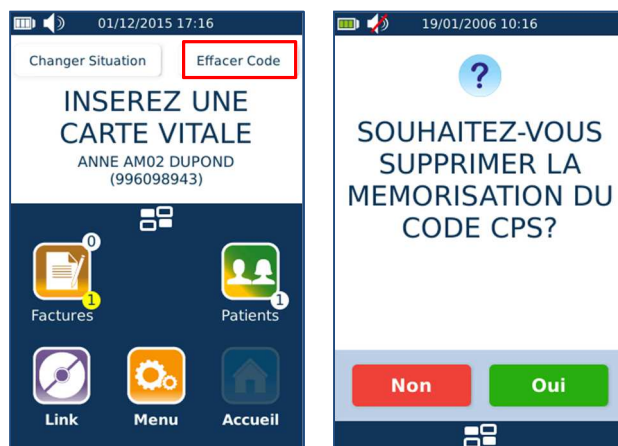 01/12/2015 17:16
Changer Situation
Effacer Code
INSEREZ UNE
CARTE VITALE
ANNE AM02 DUPOND
(996098943)
0
1
Factures
1
Patients
Link
Menu
Accueil
19/01/2006 10:16
?
SOUHAITEZ-VOUS
SUPPRIMER LA
MEMORISATION DU
CODE CPS?
Non
Oui